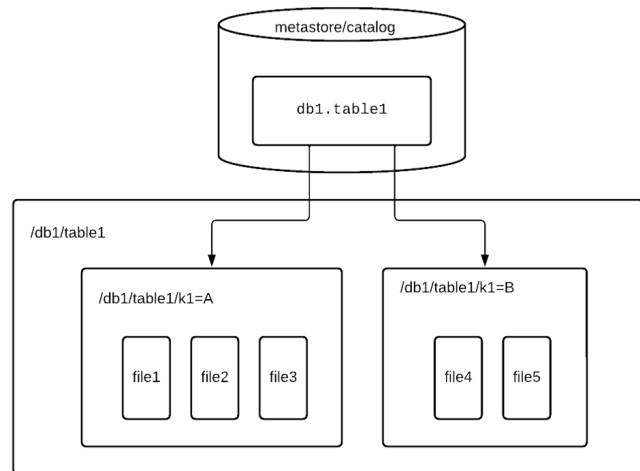 metastore/catalog
db1.table1
/db1/table1
/db1/table1/k1=A
file1
file2
file3
/db1/table1/k1=B
file4
file5